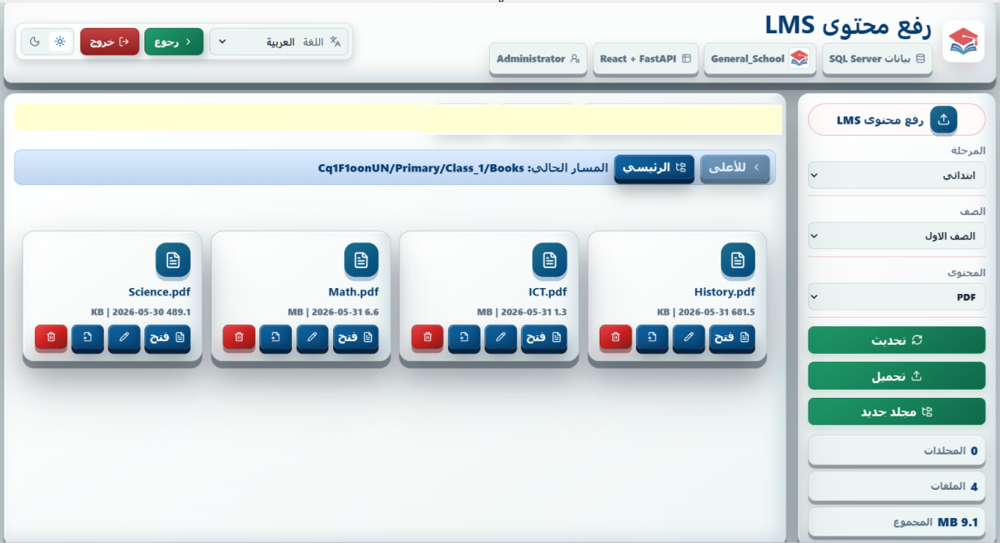 رفع محتوى LMS
بيانات SQL Server
General_School
React + FastAPI
Administrator
اللغة العربية
رجوع
خروج
رفع محتوى LMS
المرحلة
ابتدائي
الصف
الصف الاول
المحتوى
PDF
تحديث
تحميل
مجلد جديد
0 المجلدات
4 الملفات
9.1 MB المجموع
للأعلى
الرئيسي
المسار الحالي: Cq1F1oonUN/Primary/Class_1/Books
History.pdf
681.5 KB | 2026-05-31
فتح
ICT.pdf
1.3 MB | 2026-05-31
فتح
Math.pdf
6.6 MB | 2026-05-31
فتح
Science.pdf
489.1 KB | 2026-05-30
فتح